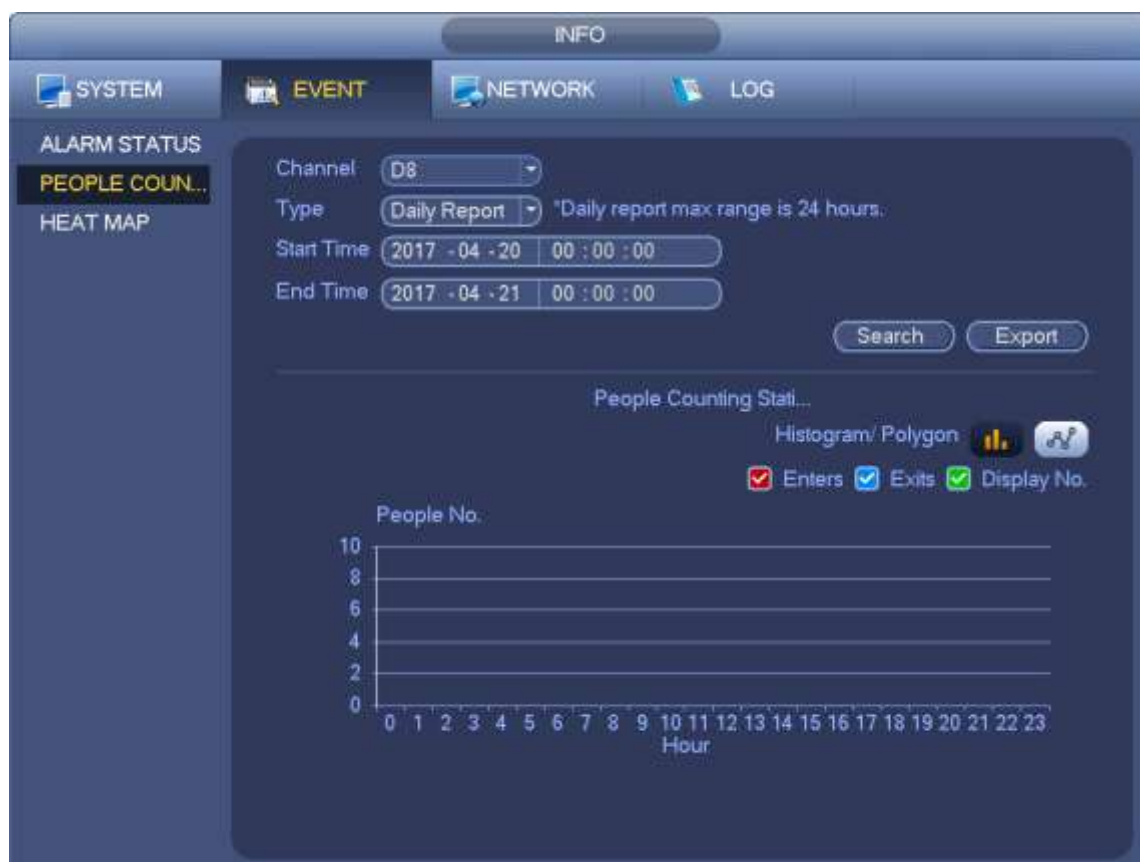 INFO
SYSTEM EVENT NETWORK LOG
ALARM STATUS
PEOPLE COUN...
HEAT MAP
Channel D8
Type Daily Report *Daily report max range is 24 hours.
Start Time 2017 - 04 - 20 00 : 00 : 00
End Time 2017 - 04 - 21 00 : 00 : 00
Search Export
People Counting Stati...
Histogram/ Polygon
Enters Exits Display No.
People No.
10
8
6
4
2
0
0 1 2 3 4 5 6 7 8 9 10 11 12 13 14 15 16 17 18 19 20 21 22 23
Hour